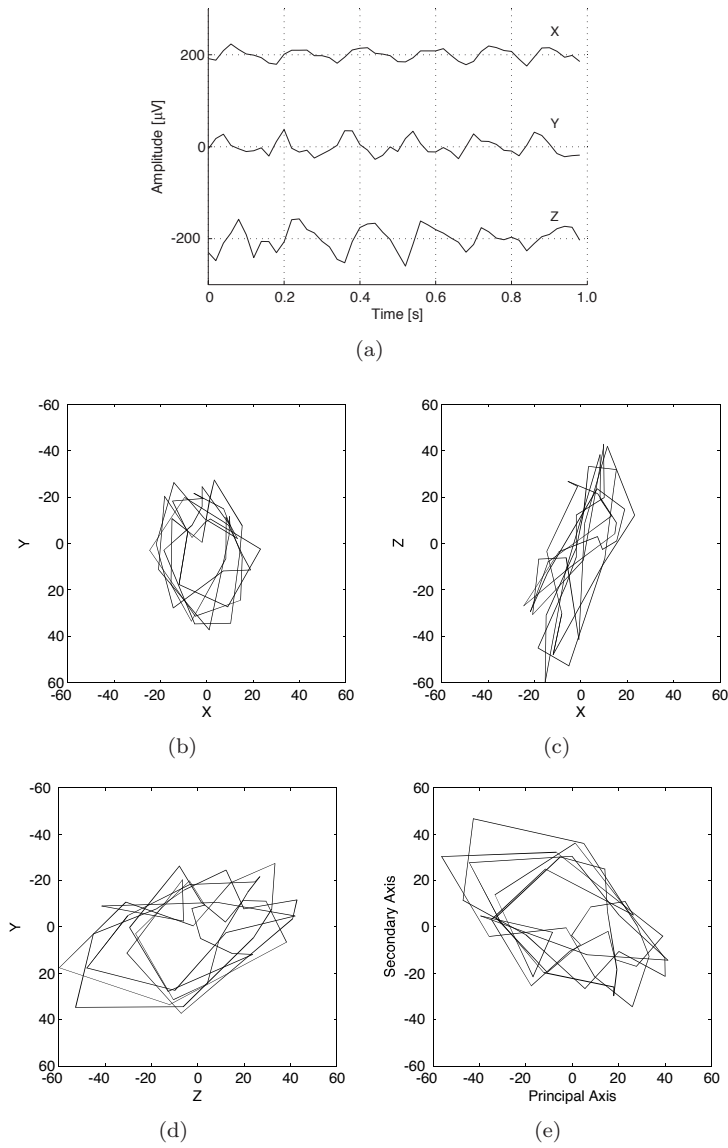 X
200
Y
Amplitude [µV]
0
Z
-200
0 0.2 0.4 0.6 0.8 1.0
Time [s]
(a)
-60
-40
-20
Y
0
20
40
60
-60 -40 -20 0 20 40 60
X
(b)
60
40
20
Z
0
-20
-40
-60
-60 -40 -20 0 20 40 60
X
(c)
-60
-40
-20
Y
0
20
40
60
-60 -40 -20 0 20 40 60
Z
(d)
60
40
20
Secondary Axis
0
-20
-40
-60
-60 -40 -20 0 20 40 60
Principal Axis
(e)